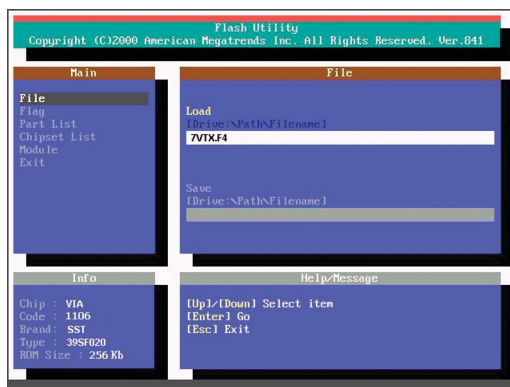 Flash Utility
Copyright (C)2000 American Megatrends Inc. All Rights Reserved. Ver.841
Main
File
Flag
Part List
Chipset List
Module
Exit
File
Load
[Drive:\Path\Filename]
7VTX.F4
Save
[Drive:\Path\Filename]
Info
Chip : VIA
Code : 1106
Brand: SST
Type : 39SF020
ROM Size : 256 Kb
Help/Message
[Up]/[Down] Select item
[Enter] Go
[Esc] Exit